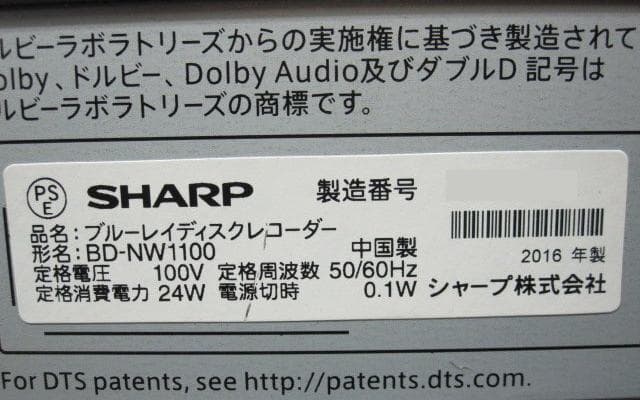 ルビーラボラトリーズからの実施権に基づき製造されて
olby 、ドルビー、Dolby Audio及びダブルD 記号は
ルビーラボラトリーズの商標です。
PS
E
SHARP 製造番号
品名：ブルーレイディスクレコーダー
形名：BD-NW1100 中国製 2016 年製
定格電圧 100V 定格周波数 50/60Hz
定格消費電力 24W 電源切時 0.1W シャープ株式会社
For DTS patents, see http://patents.dts.com.